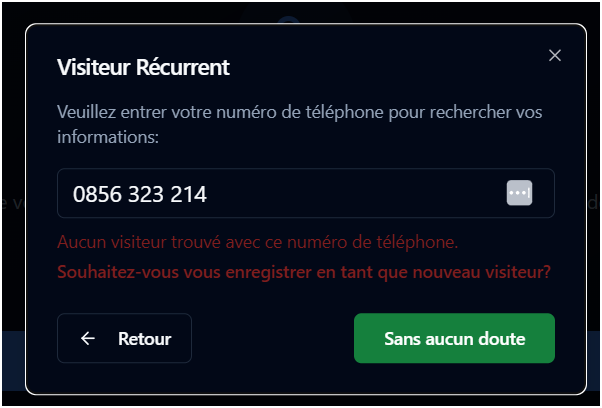 Visiteur Récurrent
Veuillez entrer votre numéro de téléphone pour rechercher vos
informations:
0856 323 214
Aucun visiteur trouvé avec ce numéro de téléphone.
Souhaitez-vous vous enregistrer en tant que nouveau visiteur?
Retour
Sans aucun doute